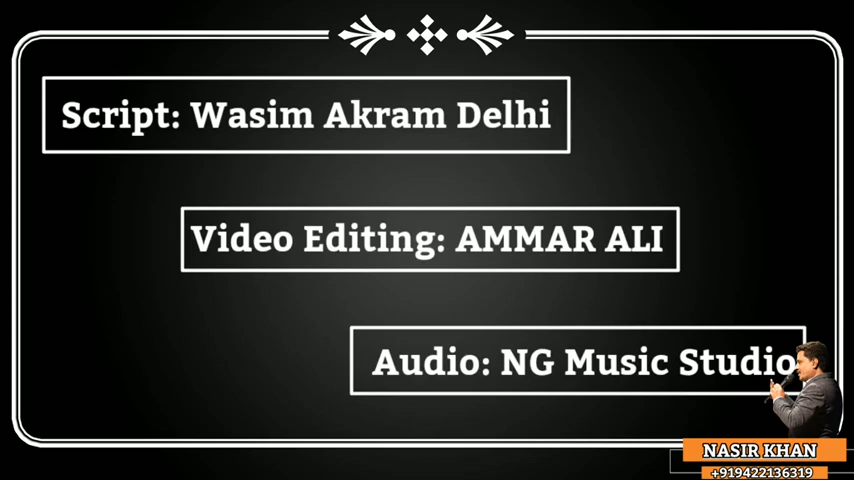 Script: Wasim Akram Delhi
Video Editing: AMMAR ALI
Audio: NG Music Studio
NASIR KHAN
+919422136319